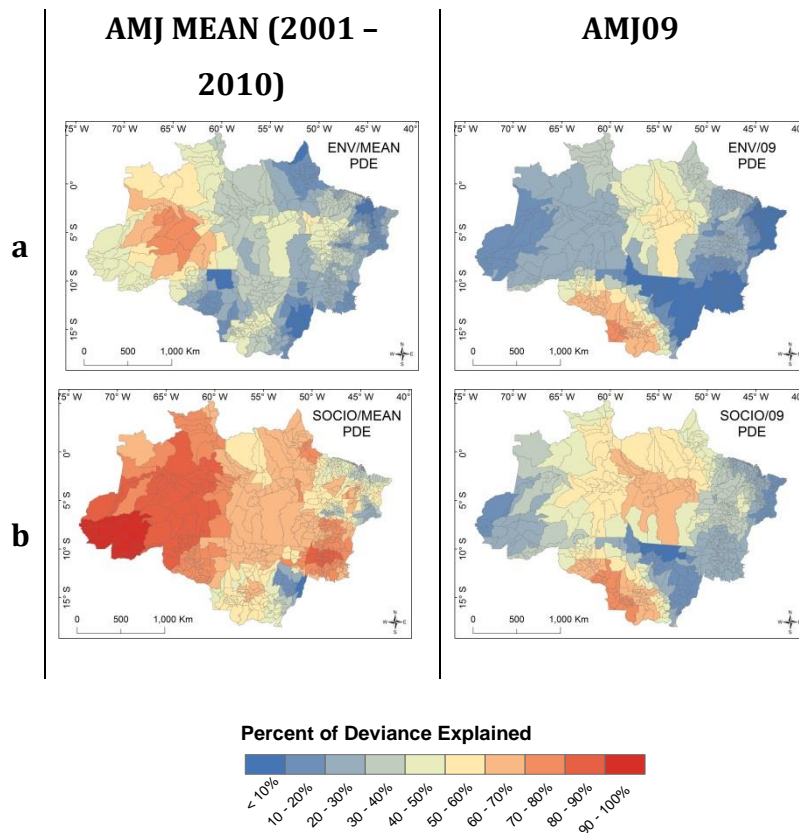 AMJ MEAN (2001 –
2010)
AMJ09
a
75° W 70° W 65° W 60° W 55° W 50° W 45° W 40°
ENV/MEAN
PDE
0°
5° S
10° S
15° S
0 500 1,000 Km
N
W E
S
75° W 70° W 65° W 60° W 55° W 50° W 45° W 40°
ENV/09
PDE
0°
5° S
10° S
15° S
0 500 1,000 Km
N
W E
S
b
75° W 70° W 65° W 60° W 55° W 50° W 45° W 40°
SOCIO/MEAN
PDE
0°
5° S
10° S
15° S
0 500 1,000 Km
N
W E
S
75° W 70° W 65° W 60° W 55° W 50° W 45° W 40°
SOCIO/09
PDE
0°
5° S
10° S
15° S
0 500 1,000 Km
N
W E
S
Percent of Deviance Explained
< 10%
10 - 20%
20 - 30%
30 - 40%
40 - 50%
50 - 60%
60 - 70%
70 - 80%
80 - 90%
90 - 100%